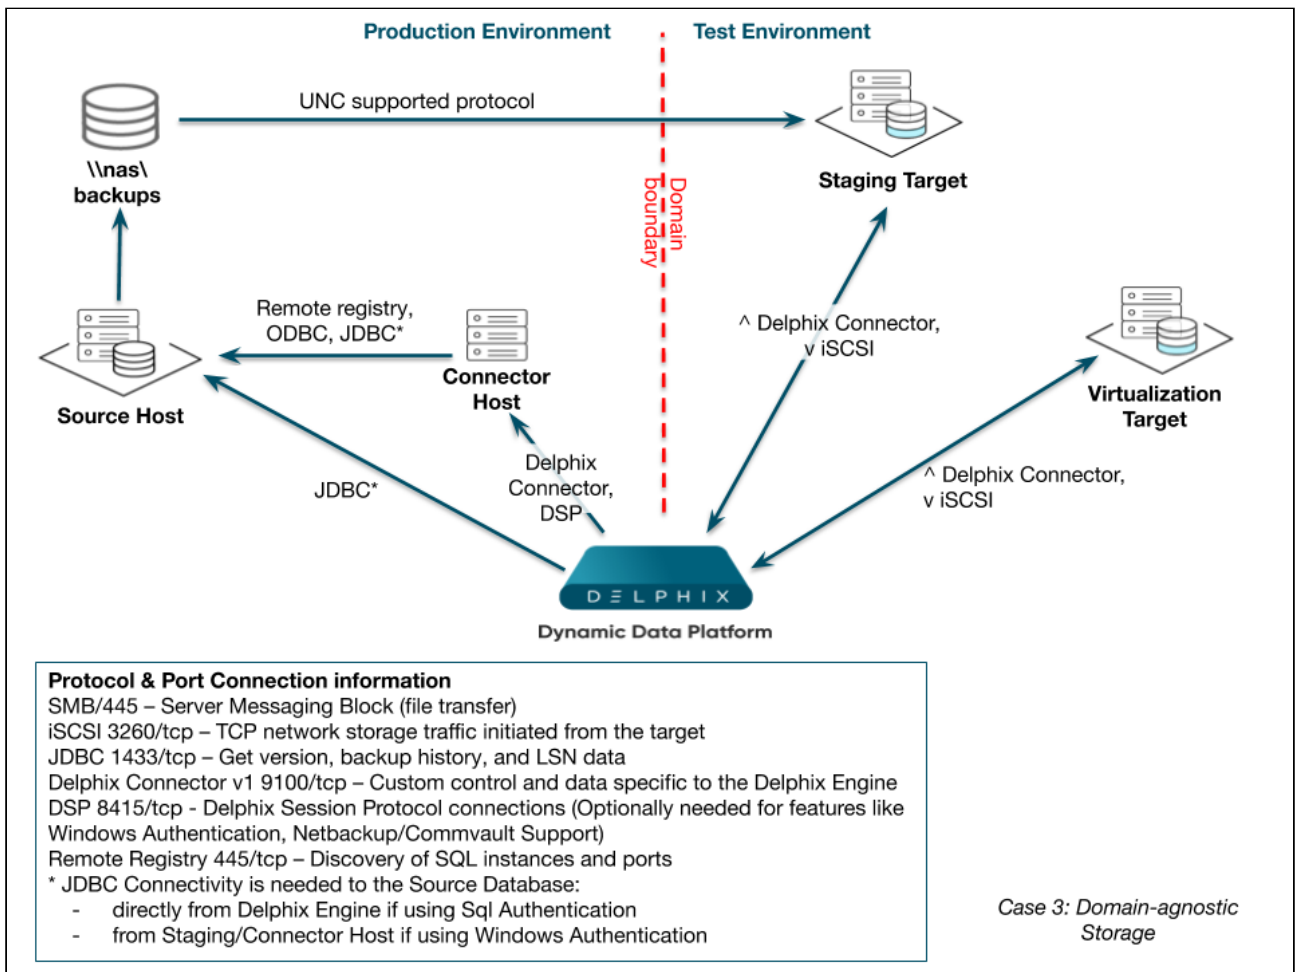 Production Environment
Test Environment
UNC supported protocol
\\nas\
backups
Staging Target
Domain
boundary
Remote registry,
ODBC, JDBC*
Connector
Host
Source Host
^ Delphix Connector,
v iSCSI
Virtualization
Target
JDBC*
Delphix
Connector,
DSP
^ Delphix Connector,
v iSCSI
DELPHIX
Dynamic Data Platform
Protocol & Port Connection information
SMB/445 – Server Messaging Block (file transfer)
iSCSI 3260/tcp – TCP network storage traffic initiated from the target
JDBC 1433/tcp – Get version, backup history, and LSN data
Delphix Connector v1 9100/tcp – Custom control and data specific to the Delphix Engine
DSP 8415/tcp - Delphix Session Protocol connections (Optionally needed for features like
Windows Authentication, Netbackup/Commvault Support)
Remote Registry 445/tcp – Discovery of SQL instances and ports
* JDBC Connectivity is needed to the Source Database:
- directly from Delphix Engine if using Sql Authentication
- from Staging/Connector Host if using Windows Authentication
Case 3: Domain-agnostic
Storage